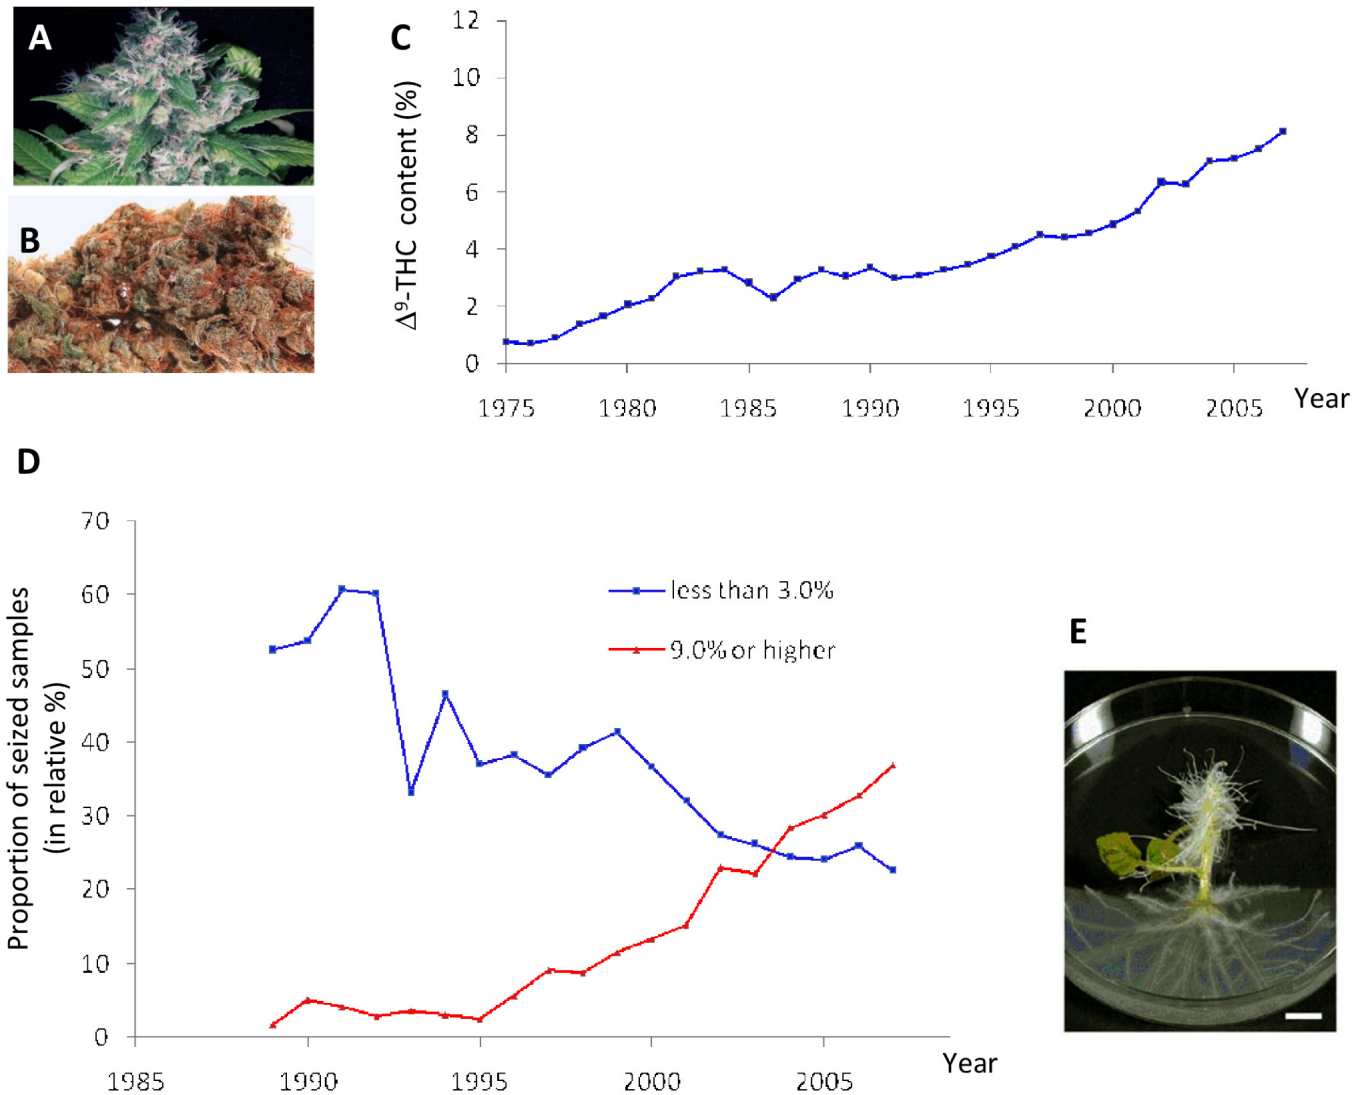 A
B
C
12
10
8
6
4
2
0
Δ9-THC content (%)
1975 1980 1985 1990 1995 2000 2005
Year
D
70
60
50
40
30
20
10
0
Proportion of seized samples
(in relative %)
less than 3.0%
9.0% or higher
1985 1990 1995 2000 2005
Year
E